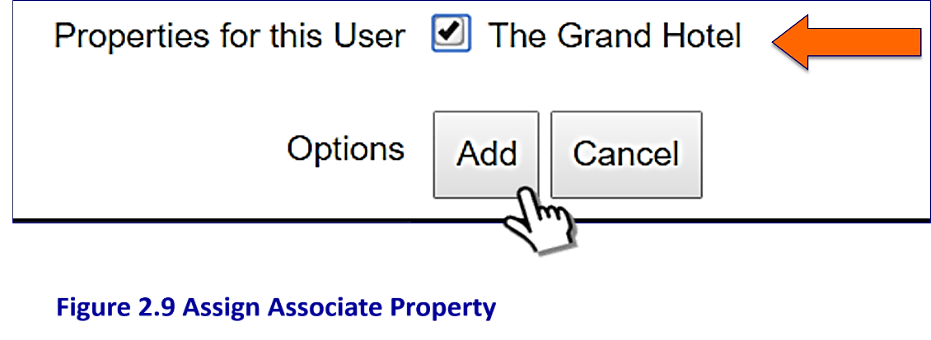 Properties for this User The Grand Hotel
Options Add Cancel
Figure 2.9 Assign Associate Property